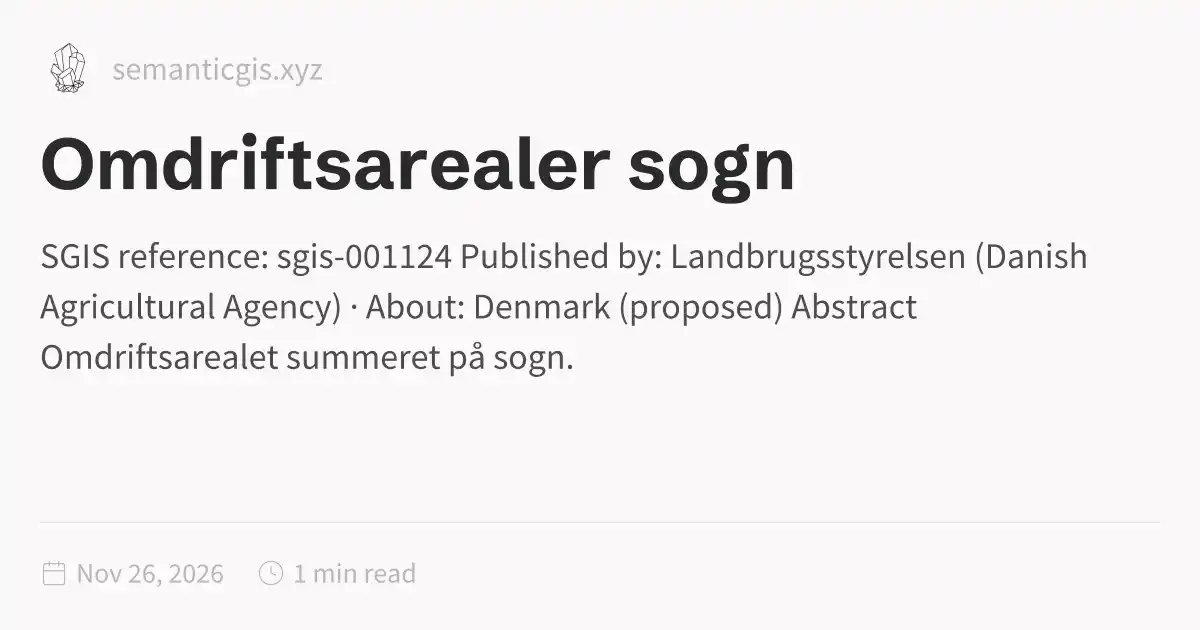 semanticgis.xyz
Omdriftsarealer sogn
SGIS reference: sgis-001124 Published by: Landbrugsstyrelsen (Danish
Agricultural Agency) · About: Denmark (proposed) Abstract
Omdriftsarealet summeret på sogn.
Nov 26, 2026 1 min read